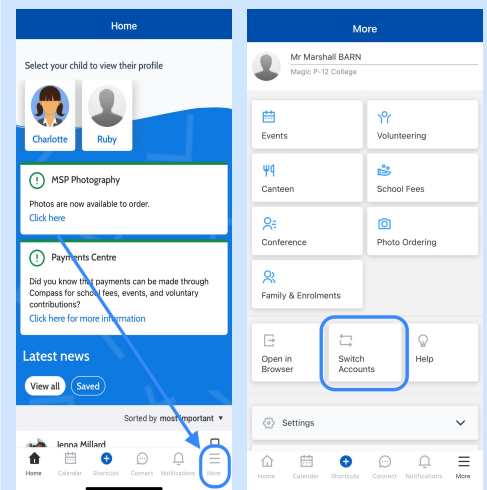 Home
Select your child to view their profile
Charlotte
Ruby
MSP Photography
Photos are now available to order.
Click here
Payments Centre
Did you know that payments can be made through
Compass for school fees, events, and voluntary
contributions?
Click here for more information
Latest news
View all
Saved
Sorted by most important ▼
Jenna Millard
Home
Calendar
Shortcuts
Connect
Notifications
More
More
Mr Marshall BARN
Magic P-12 College
Events
Volunteering
Canteen
School Fees
Conference
Photo Ordering
Family & Enrolments
Open in
Browser
Switch
Accounts
Help
Settings
Home
Calendar
Shortcuts
Connect
Notifications
More